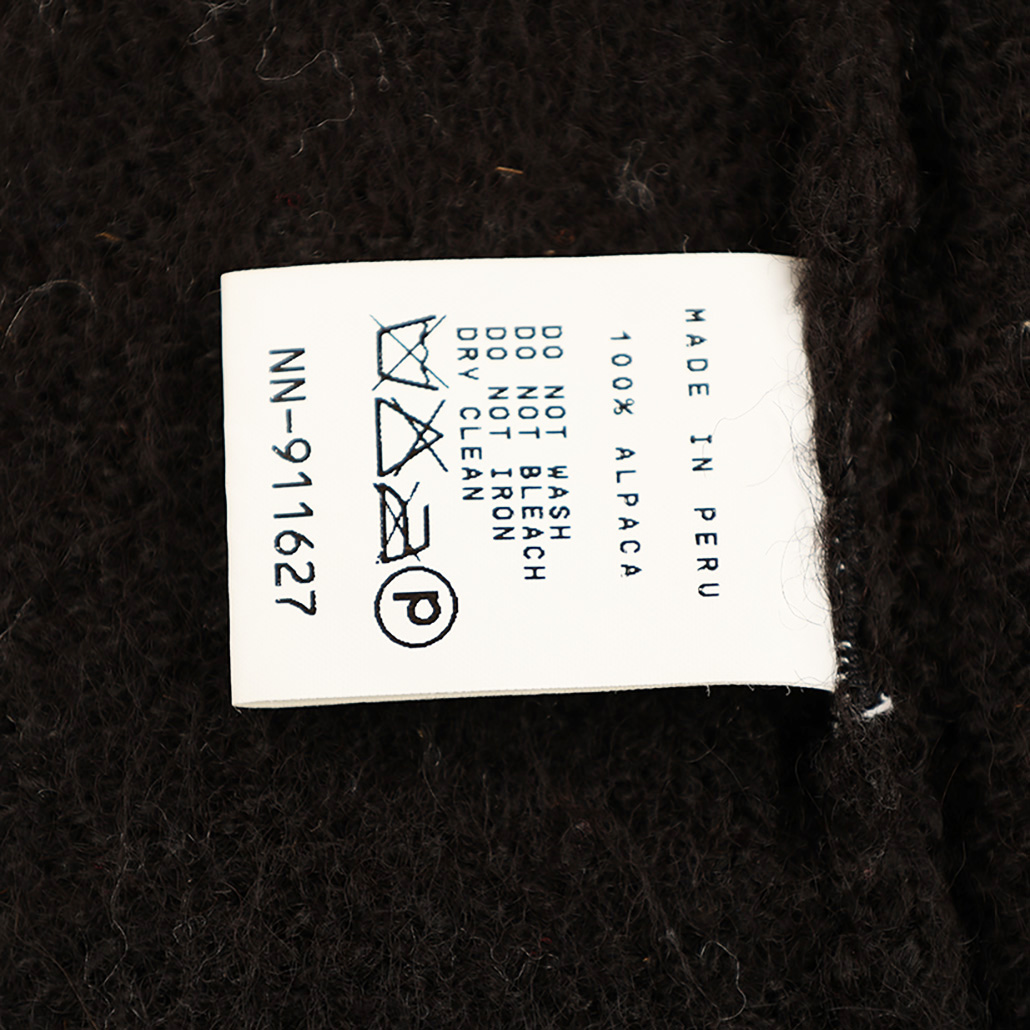 MADE IN PERU
100% ALPACA
DO NOT WASH
DO NOT BLEACH
DO NOT IRON
DRY CLEAN
P
NN-911627